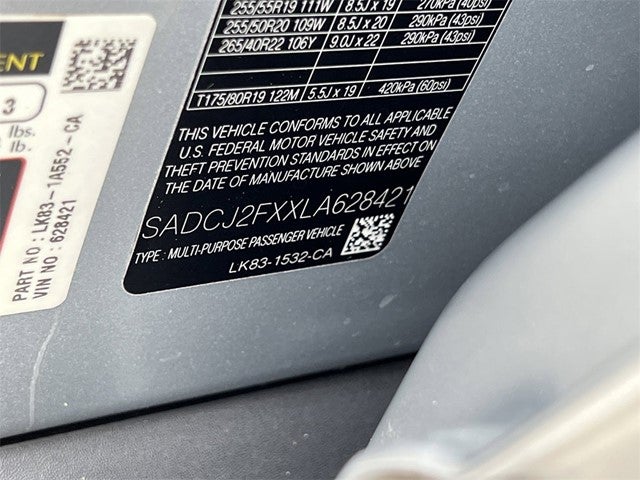 255/55R19 111W 8.5J x 19 270kPa (40psi)
255/50R20 109W 8.5J x 20 290kPa (43psi)
265/40R22 106Y 9.0J x 22 290kPa (43psi)
T175/80R19 122M 5.5J x 19 420kPa (60psi)
THIS VEHICLE CONFORMS TO ALL APPLICABLE
U.S. FEDERAL MOTOR VEHICLE SAFETY AND
THEFT PREVENTION STANDARDS IN EFFECT ON
THE DATE OF MANUFACTURE SHOWN ABOVE
SADCJ2FXXLA628421
TYPE : MULTI-PURPOSE PASSENGER VEHICLE
LK83-1532-CA
ENT
3
lbs.
lb.
PART NO : LK83-1A552-CA
VIN NO : 628421